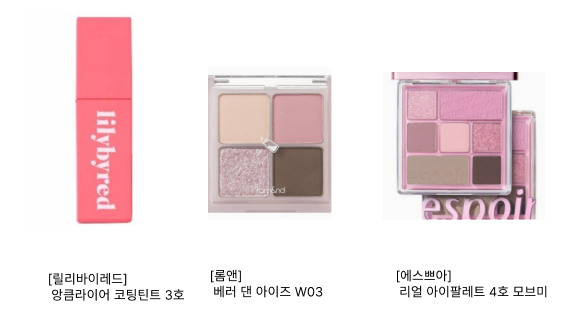 lilybyred
rom&nd
espoir
[릴리바이레드]
앙큼라이어 코팅틴트 3호
[롬앤]
베러 댄 아이즈 W03
[에스쁘아]
리얼 아이팔레트 4호 모브미